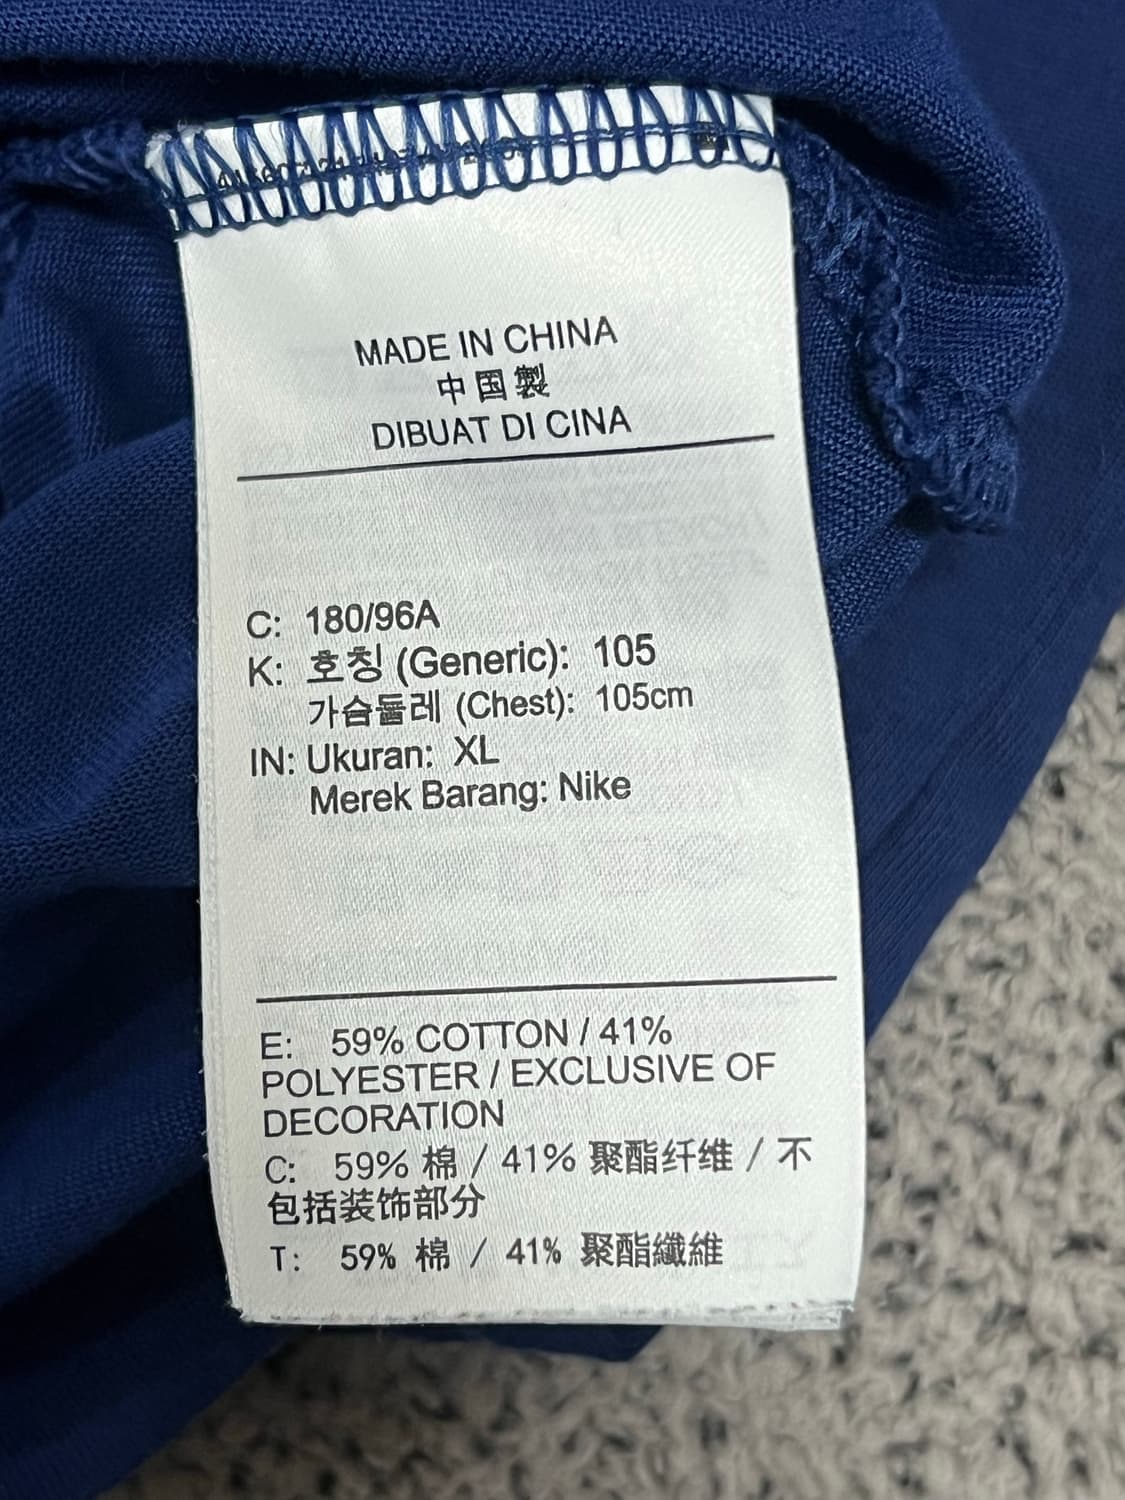 MADE IN CHINA
中国製
DIBUAT DI CINA
C: 180/96A
K: 호칭 (Generic): 105
가슴둘레 (Chest): 105cm
IN: Ukuran: XL
Merek Barang: Nike
E: 59% COTTON / 41%
POLYESTER / EXCLUSIVE OF
DECORATION
C: 59% 棉 / 41% 聚酯纤维 / 不
包括装饰部分
T: 59% 棉 / 41% 聚酯纖維